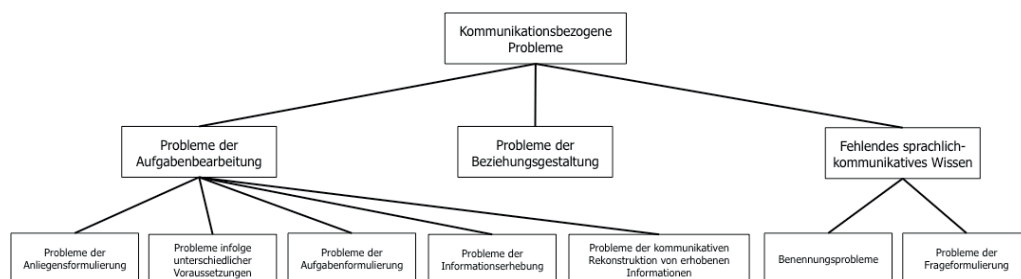 Kommunikationsbezogene
Probleme
Probleme der
Aufgabenbearbeitung
Probleme der
Beziehungsgestaltung
Fehlendes sprachlich-
kommunikatives Wissen
Probleme der
Anliegensformulierung
Probleme infolge
unterschiedlicher
Voraussetzungen
Probleme der
Aufgabenformulierung
Probleme der
Informationserhebung
Probleme der kommunikativen
Rekonstruktion von erhobenen
Informationen
Benennungsprobleme
Probleme der
Frageformulierung